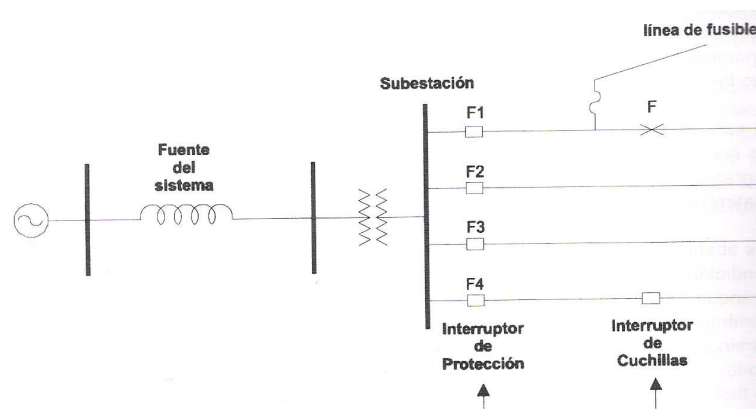 línea de fusible
Subestación
F1
F
Fuente
del
sistema
F2
F3
F4
Interruptor
de
Protección
Interruptor
de
Cuchillas